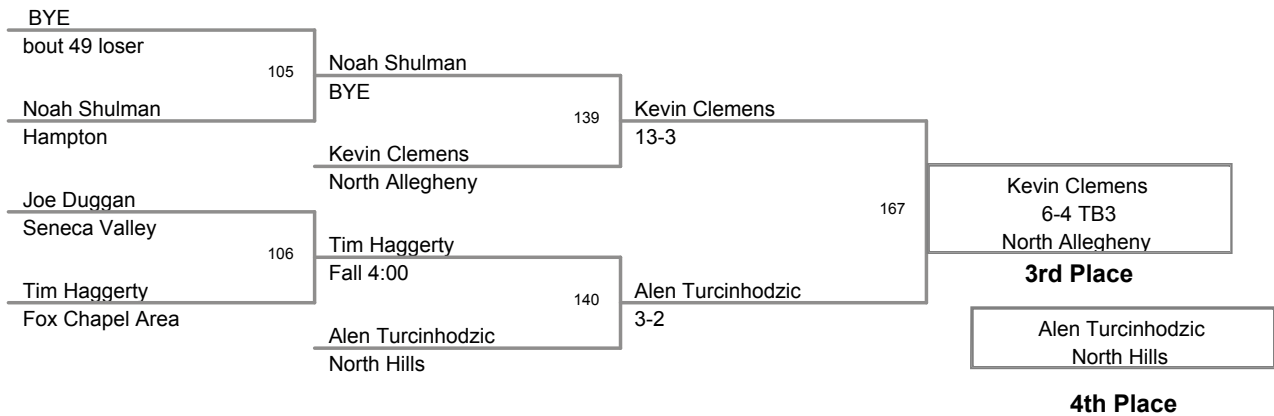 BYE
bout 49 loser
105
Noah Shulman
Hampton
Noah Shulman
BYE
139
Kevin Clemens
North Allegheny
Kevin Clemens
13-3
Joe Duggan
Seneca Valley
106
Tim Haggerty
Fox Chapel Area
Tim Haggerty
Fall 4:00
140
Alen Turcinhodzic
North Hills
Alen Turcinhodzic
3-2
167
Kevin Clemens
6-4 TB3
North Allegheny
3rd Place
Alen Turcinhodzic
North Hills
4th Place